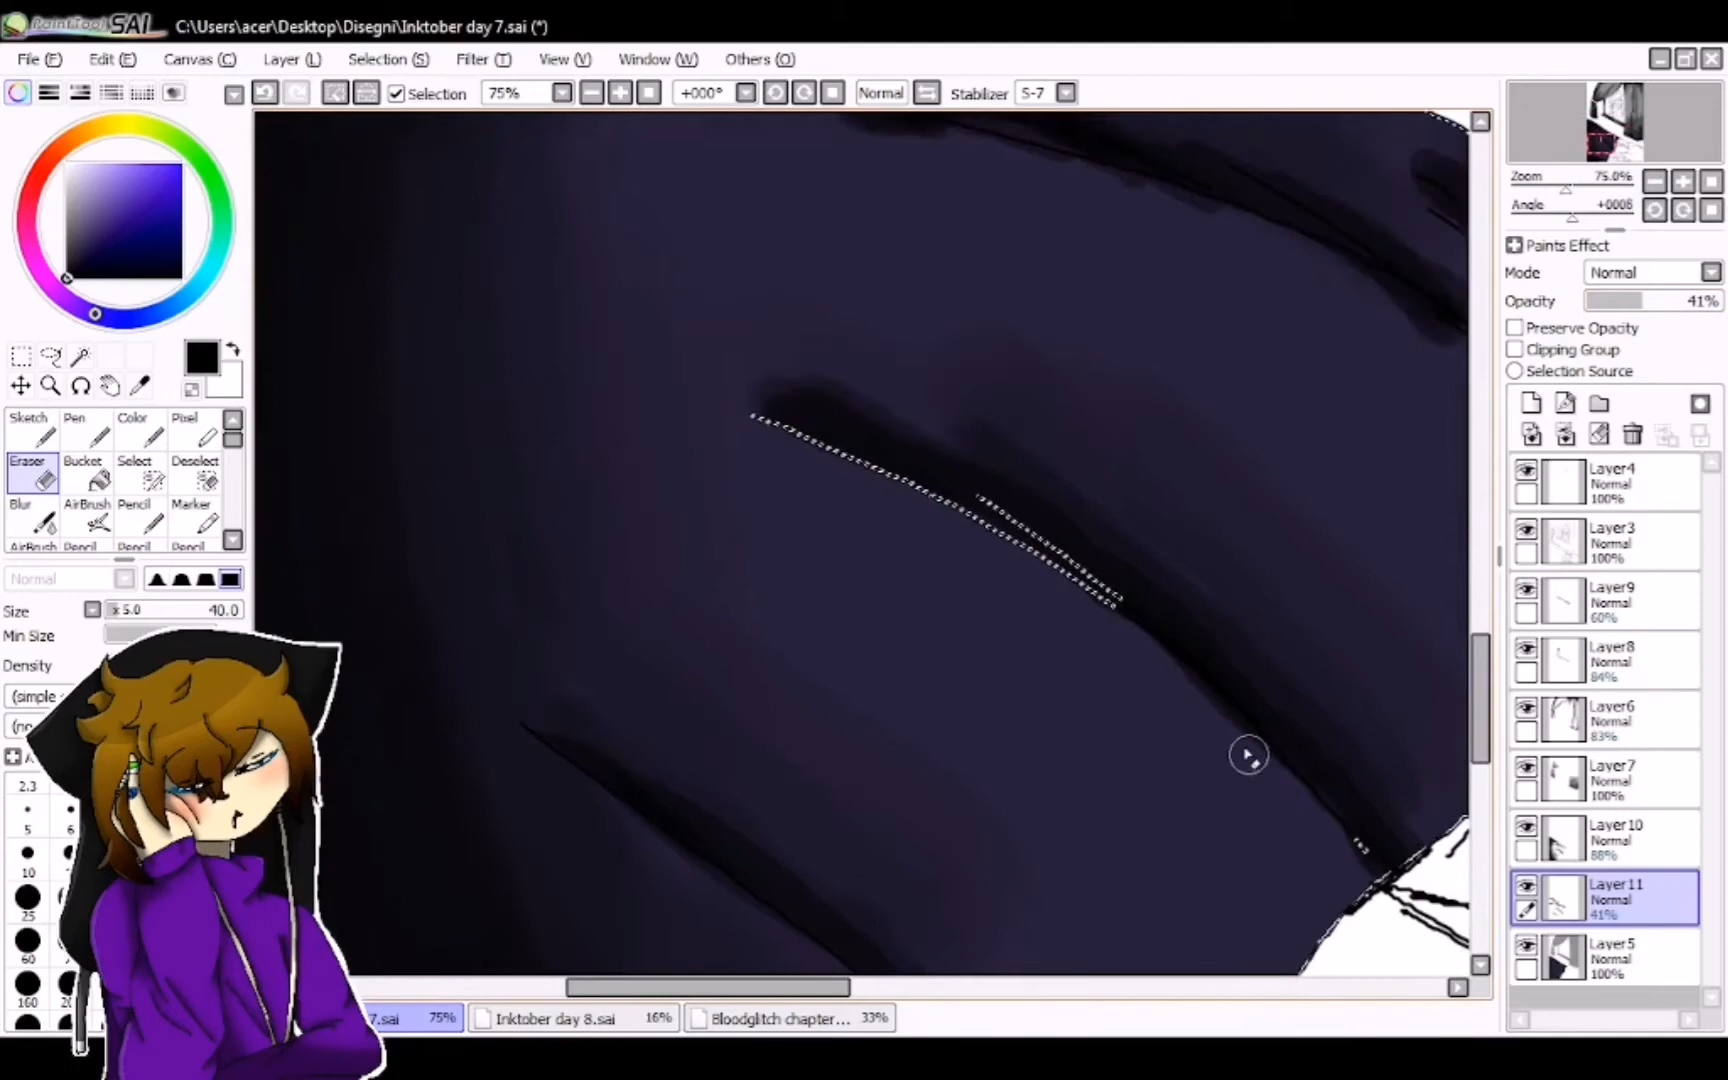 PaintTool SAI C:\Users\acer\Desktop\Disegni\Inktober day 7.sai (*)
File (F) Edit (E) Canvas (C) Layer (L) Selection (S) Filter (T) View (V) Window (W) Others (O)
Selection 75% +000° Normal Stabilizer S-7
Zoom 75.0%
Angle +0008
Paints Effect
Mode Normal
Opacity 41%
Preserve Opacity
Clipping Group
Selection Source
Sketch Pen Color Pixel
Eraser Bucket Select Deselect
Blur AirBrush Pencil Marker
AirBrush Pencil Pencil Pencil
Normal
Size x 5.0 40.0
Min Size
Density
(simple
2.3
5 6
10
25
60
160
Layer4
Normal
100%
Layer3
Normal
100%
Layer9
Normal
60%
Layer8
Normal
84%
Layer6
Normal
83%
Layer7
Normal
100%
Layer10
Normal
88%
Layer11
Normal
41%
Layer5
Normal
100%
7.sai 75% Inktober day 8.sai 16% Bloodglitch chapter... 33%